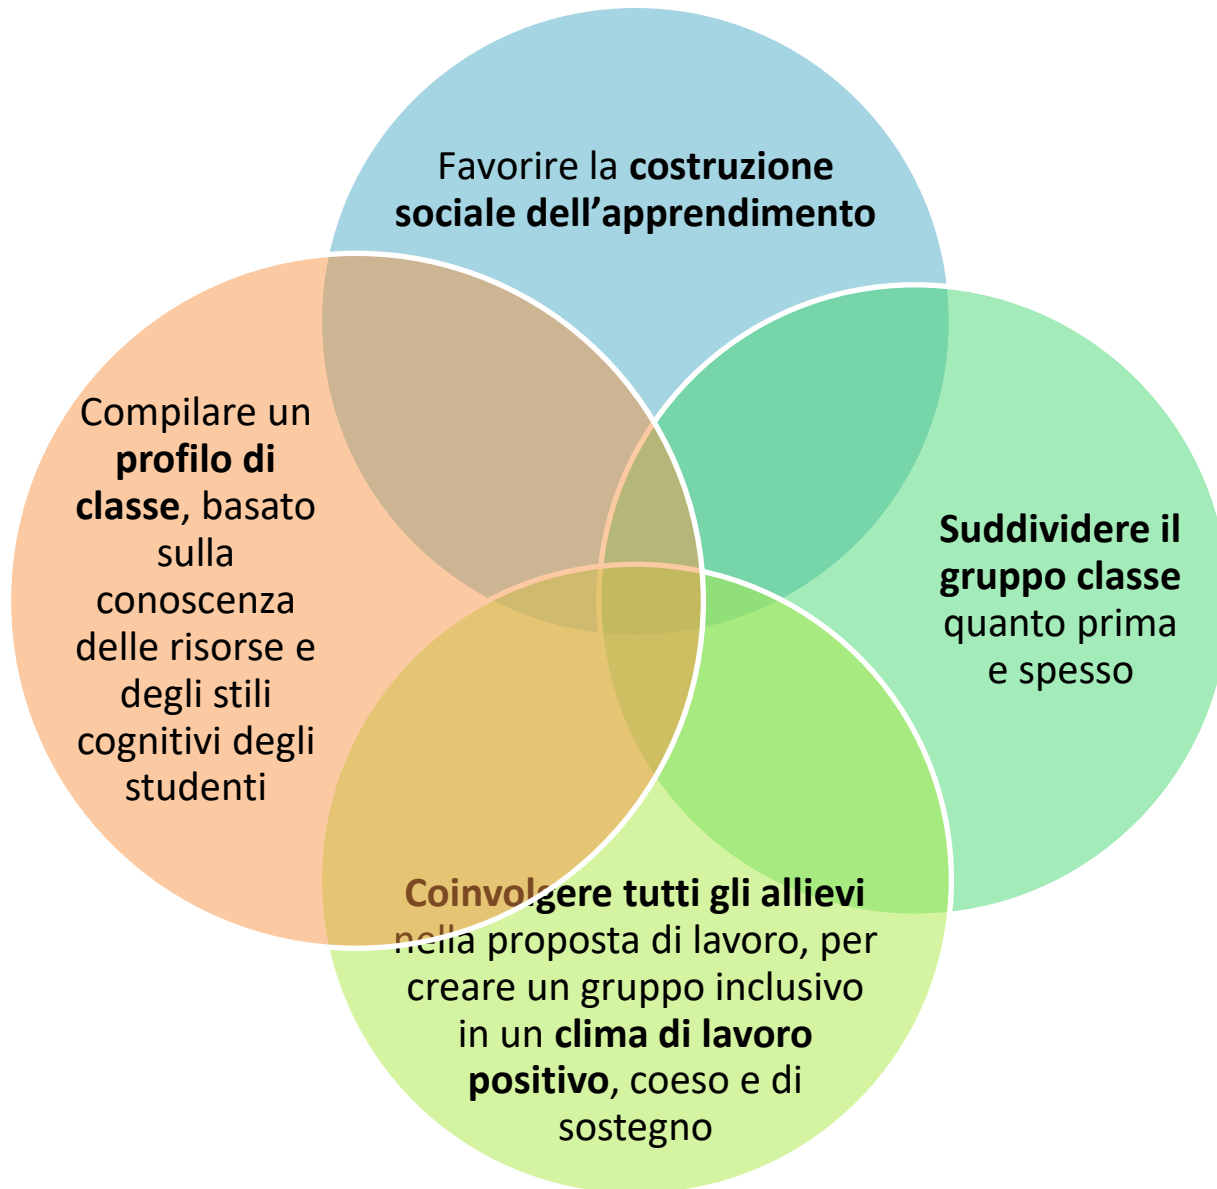 Favorire la costruzione
sociale dell’apprendimento
Compilare un
profilo di
classe, basato
sulla
conoscenza
delle risorse e
degli stili
cognitivi degli
studenti
Suddividere il
gruppo classe
quanto prima
e spesso
Coinvolgere tutti gli allievi
nella proposta di lavoro, per
creare un gruppo inclusivo
in un clima di lavoro
positivo, coeso e di
sostegno